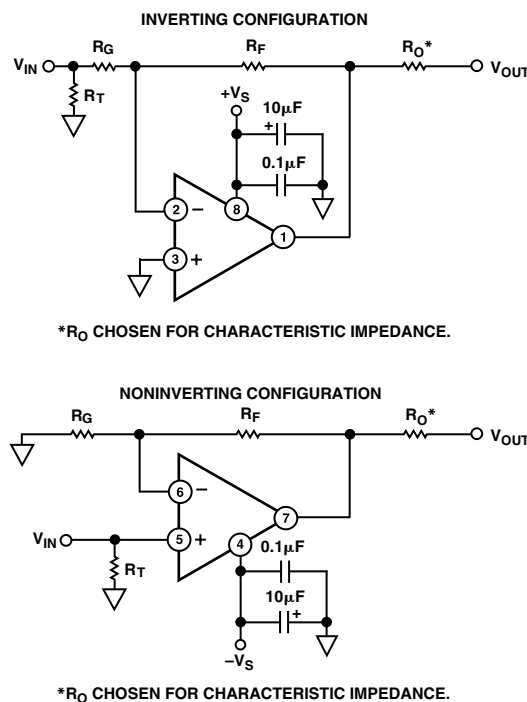 INVERTING CONFIGURATION
RG
RF
RO*
VIN
VOUT
RT
+VS
10µF
+
0.1µF
2
–
8
1
3
+
*RO CHOSEN FOR CHARACTERISTIC IMPEDANCE.
NONINVERTING CONFIGURATION
RG
RF
RO*
VOUT
6
–
7
VIN
5
+
4
0.1µF
RT
10µF
+
–VS
*RO CHOSEN FOR CHARACTERISTIC IMPEDANCE.